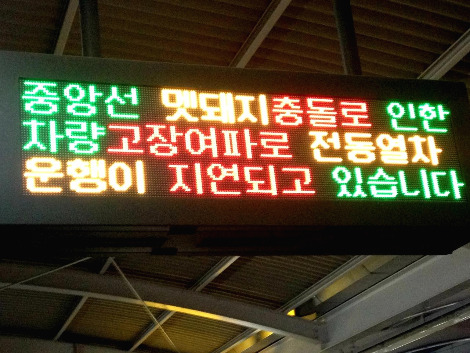 중앙선 멧돼지충돌로 인한
차량고장여파로 전동열차
운행이 지연되고 있습니다